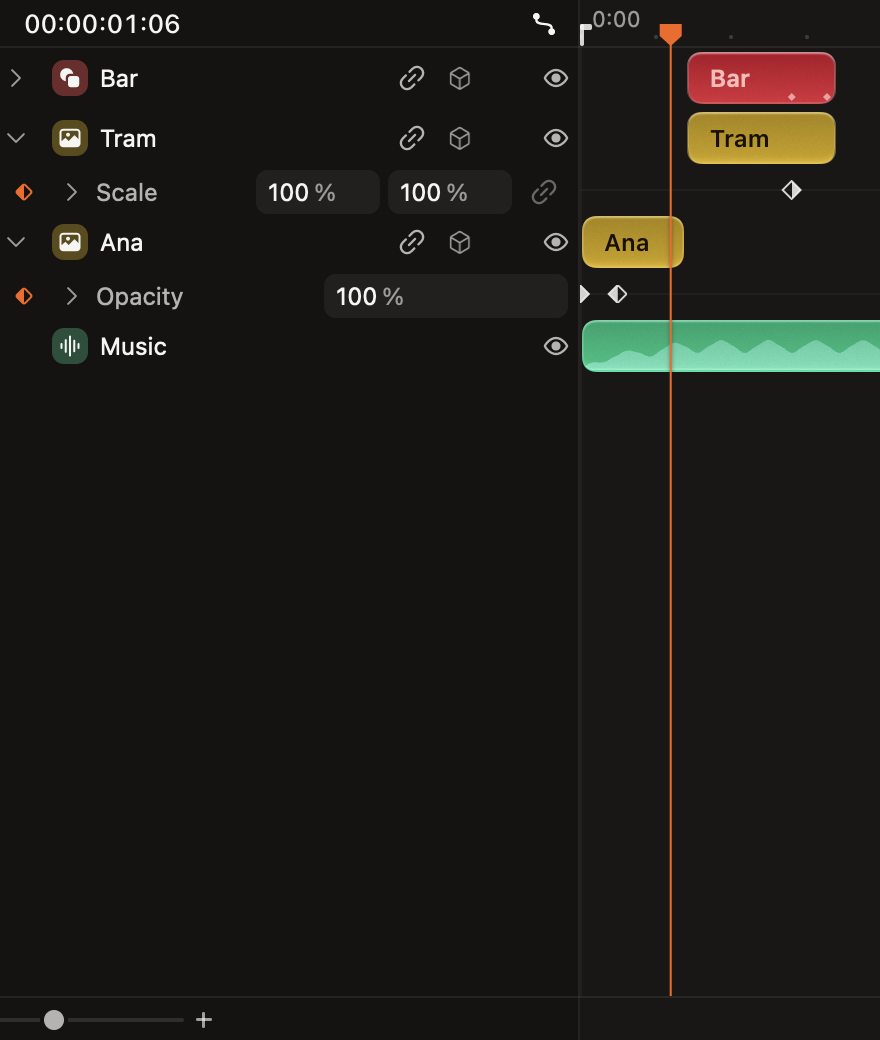 00:00:01:06
0:00
Bar
Bar
Tram
Tram
Scale 100 % 100 %
Ana
Ana
Opacity 100 %
Music